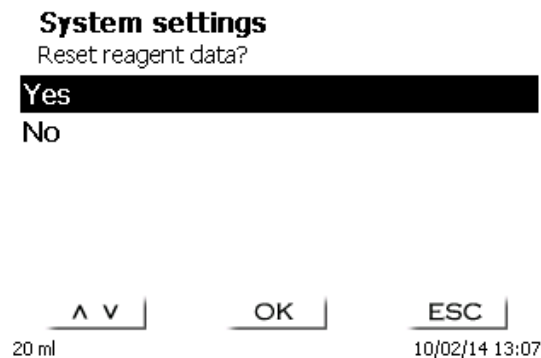 System settings
Reset reagent data?
Yes
No
∧ ∨ OK ESC
20 ml 10/02/14 13:07